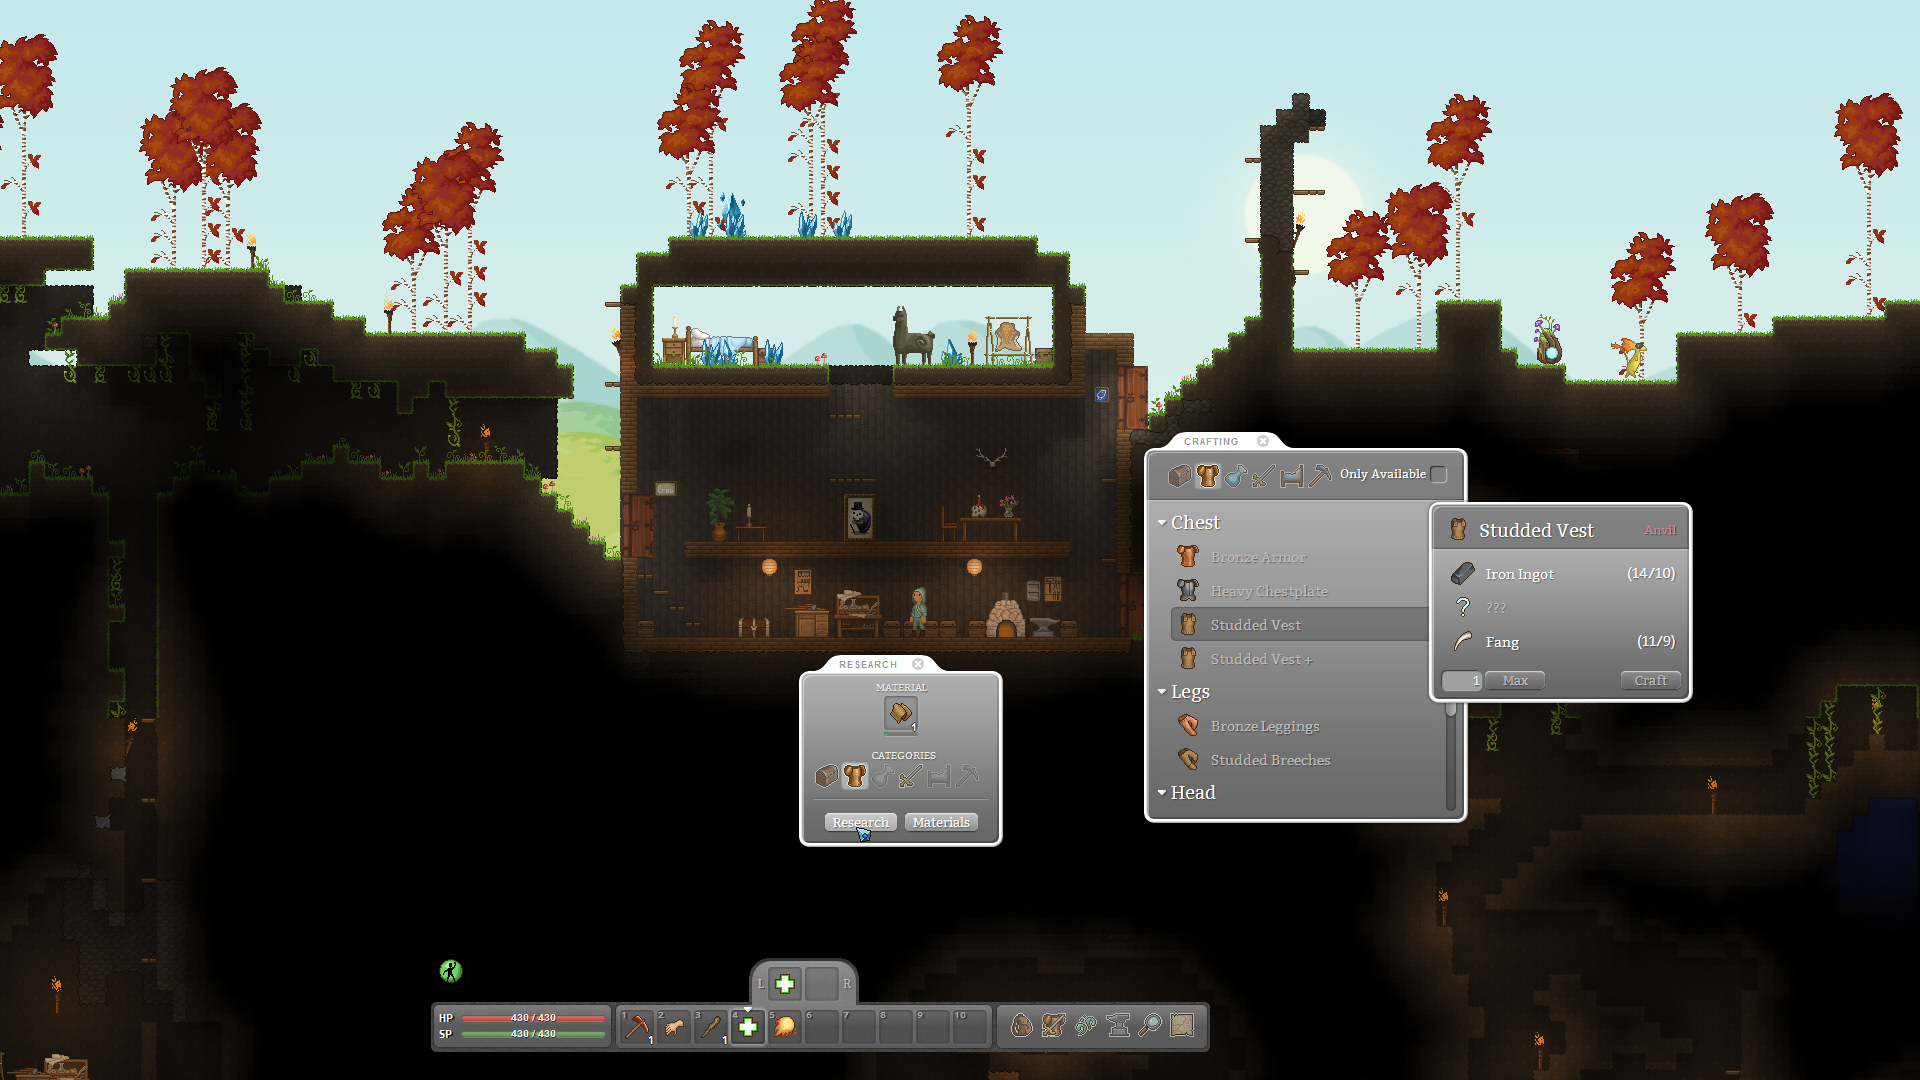 CRAFTING
Only Available
Chest
Bronze Armor
Heavy Chestplate
Studded Vest
Studded Vest +
Legs
Bronze Leggings
Studded Breeches
Head
Studded Vest
Anvil
Iron Ingot (14/10)
???
Fang (11/9)
1 Max Craft
RESEARCH
MATERIAL
1
CATEGORIES
Research Materials
L R
HP 430 / 430
SP 430 / 430
1 2 3 4 5 6 7 8 9 10
1 1